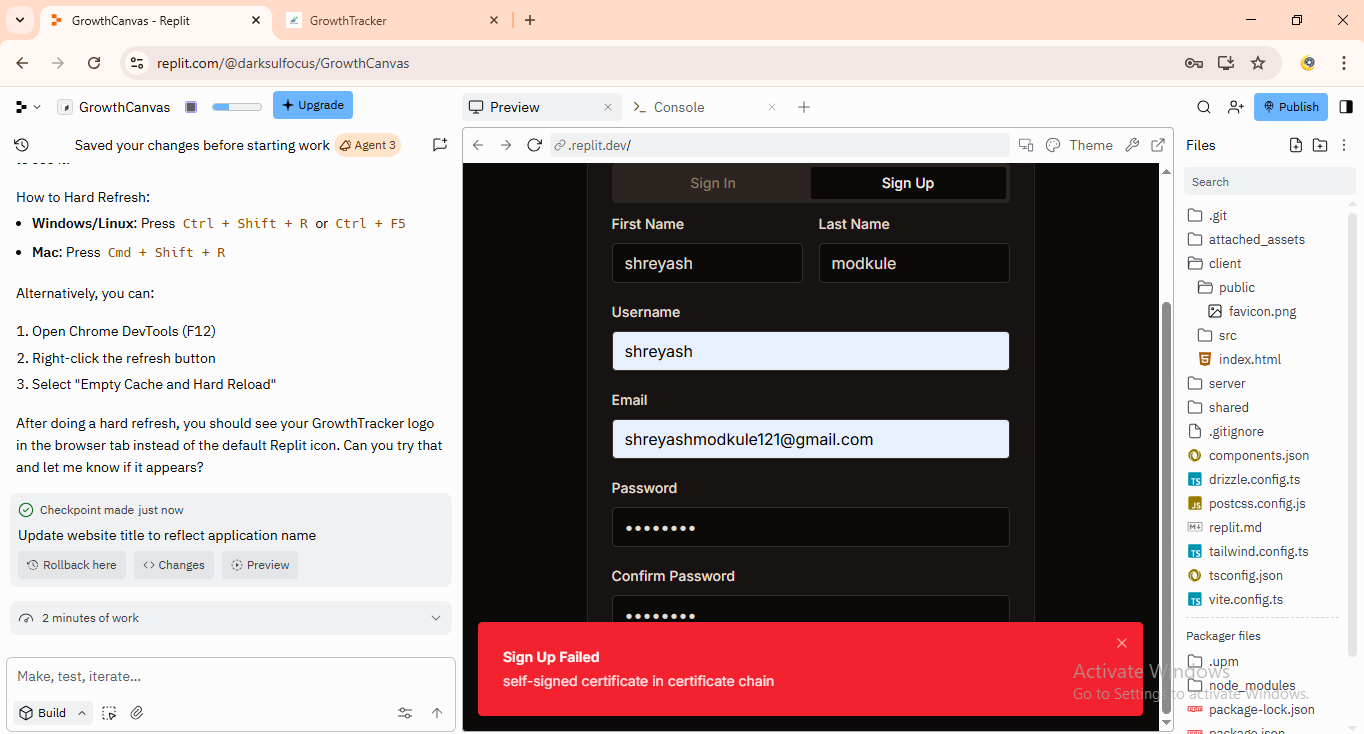 GrowthCanvas - Replit
GrowthTracker
replit.com/@darksulfocus/GrowthCanvas
GrowthCanvas
Upgrade
Preview
Console
Publish
Saved your changes before starting work
Agent 3
.replit.dev/
Theme
Files
How to Hard Refresh:
• Windows/Linux: Press Ctrl + Shift + R or Ctrl + F5
• Mac: Press Cmd + Shift + R
Alternatively, you can:
1. Open Chrome DevTools (F12)
2. Right-click the refresh button
3. Select "Empty Cache and Hard Reload"
After doing a hard refresh, you should see your GrowthTracker logo
in the browser tab instead of the default Replit icon. Can you try that
and let me know if it appears?
Checkpoint made just now
Update website title to reflect application name
Rollback here
Changes
Preview
2 minutes of work
Make, test, iterate...
Build
Sign In
Sign Up
First Name
Last Name
shreyash
modkule
Username
shreyash
Email
shreyashmodkule121@gmail.com
Password
Confirm Password
Sign Up Failed
self-signed certificate in certificate chain
Search
.git
attached_assets
client
public
favicon.png
src
index.html
server
shared
.gitignore
components.json
TS drizzle.config.ts
JS postcss.config.js
replit.md
TS tailwind.config.ts
tsconfig.json
TS vite.config.ts
Packager files
.upm
node_modules
package-lock.json
package.json
Activate Windows
Go to Settings to activate Windows.